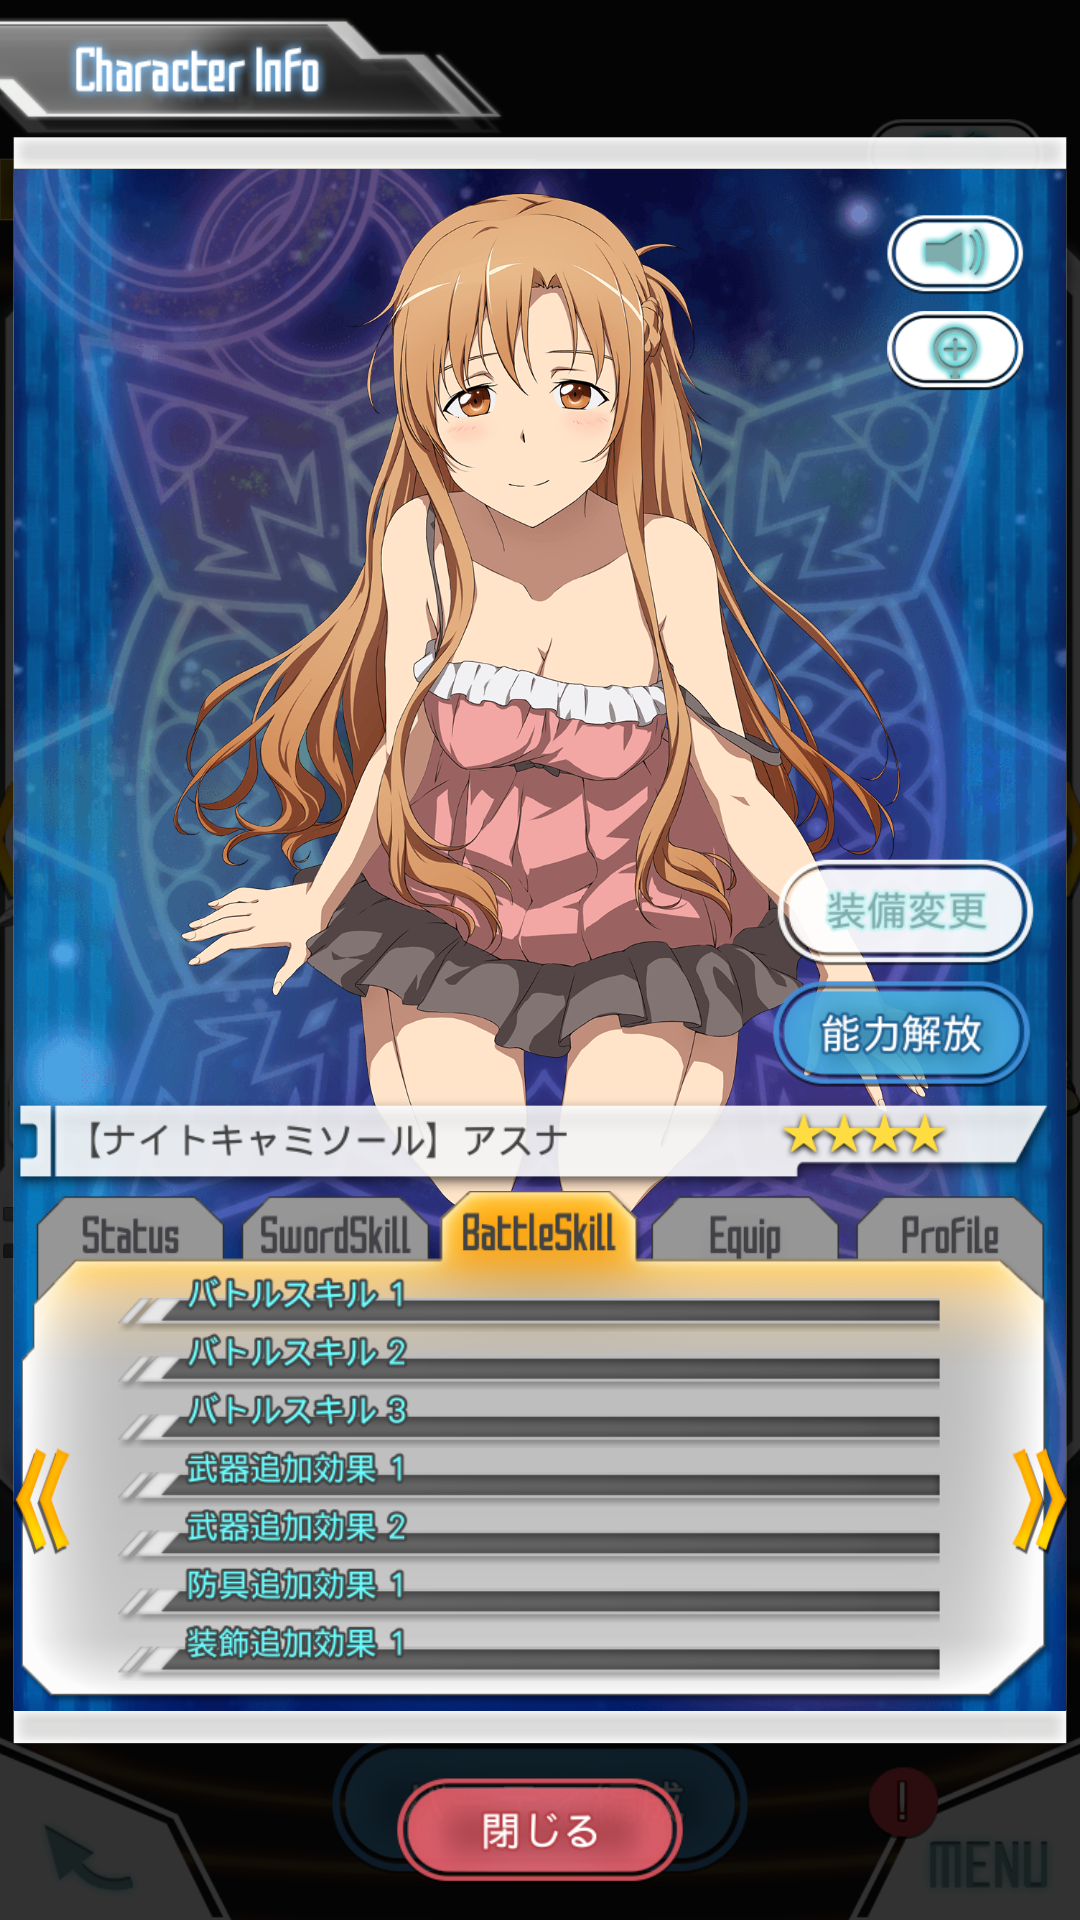 Character Info
装備変更
能力解放
【ナイトキャミソール】アスナ
★★★★
Status
SwordSkill
BattleSkill
Equip
Profile
バトルスキル 1
バトルスキル 2
バトルスキル 3
武器追加効果 1
武器追加効果 2
防具追加効果 1
装飾追加効果 1
閉じる
!
MENU